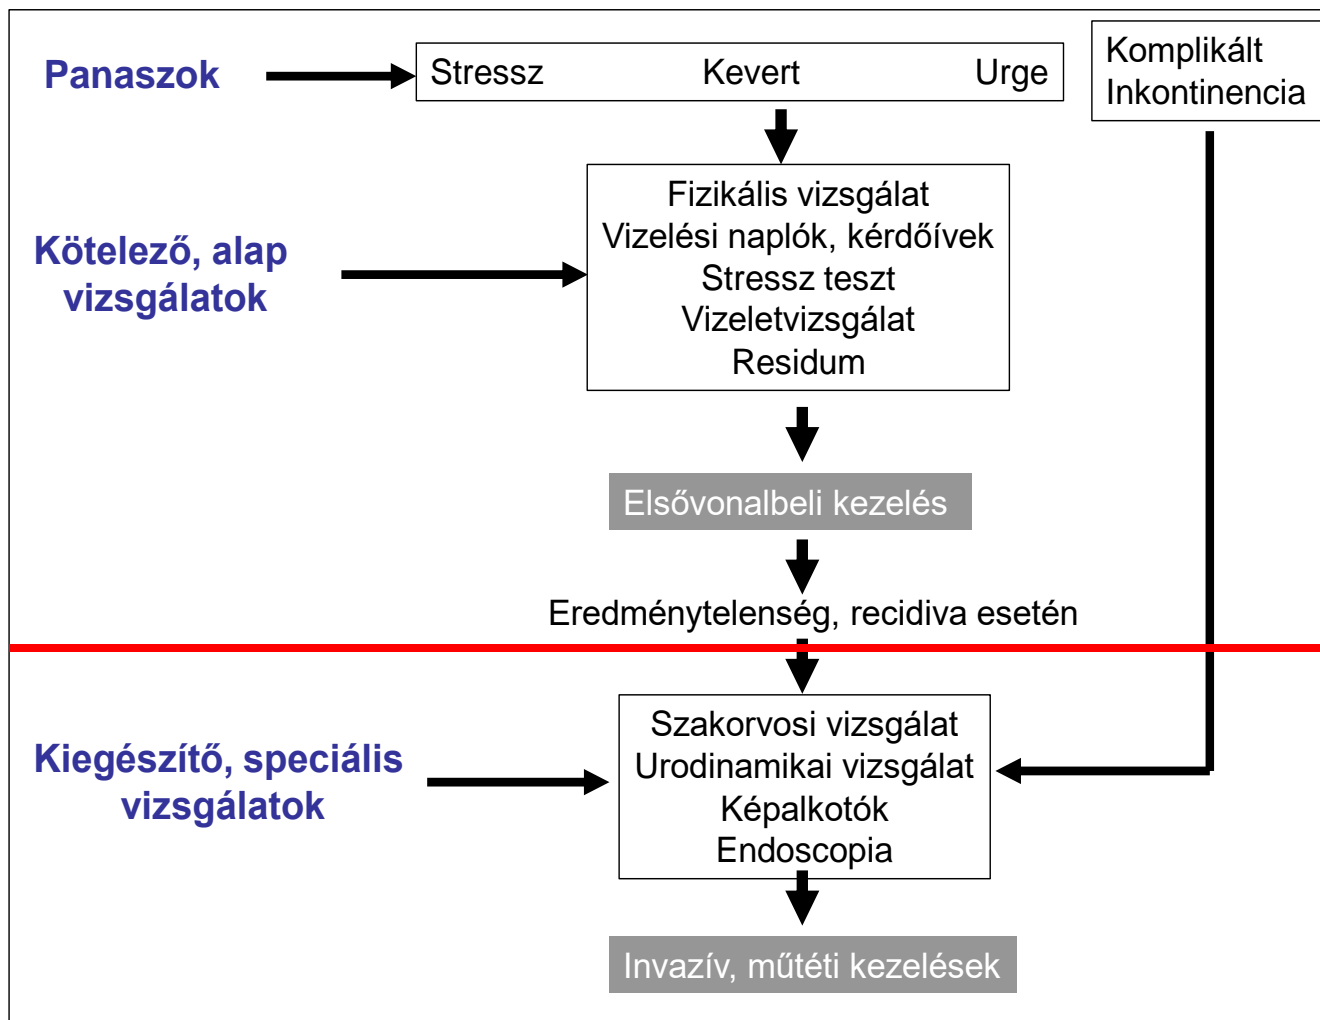 Panaszok
Stressz Kevert Urge
Komplikált
Inkontinencia
Kötelező, alap
vizsgálatok
Fizikális vizsgálat
Vizelési naplók, kérdőívek
Stressz teszt
Vizeletvizsgálat
Residum
Elsővonalbeli kezelés
Eredménytelenség, recidiva esetén
Kiegészítő, speciális
vizsgálatok
Szakorvosi vizsgálat
Urodinamikai vizsgálat
Képalkotók
Endoscopia
Invazív, műtéti kezelések